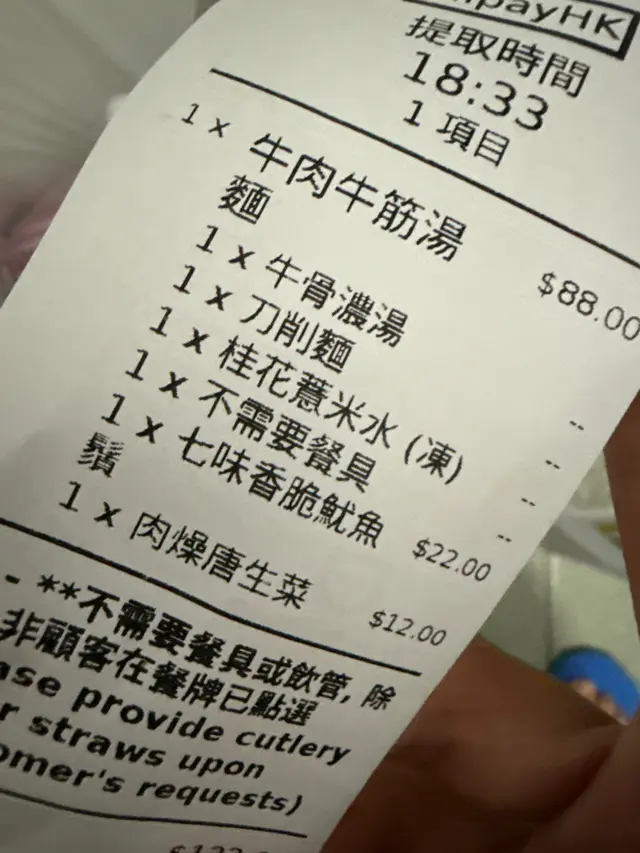 payHK
提取時間
18:33
1 項目
1 x 牛肉牛筋湯
麵
$88.00
1 x 牛骨濃湯
1 x 刀削麵 --
1 x 桂花薏米水 (凍) --
1 x 不需要餐具 --
1 x 七味香脆魷魚 --
鬚 $22.00
1 x 肉燥唐生菜 $12.00
- **不需要餐具或飲管, 除
非顧客在餐牌已點選
ase provide cutlery
r straws upon
omer's requests)